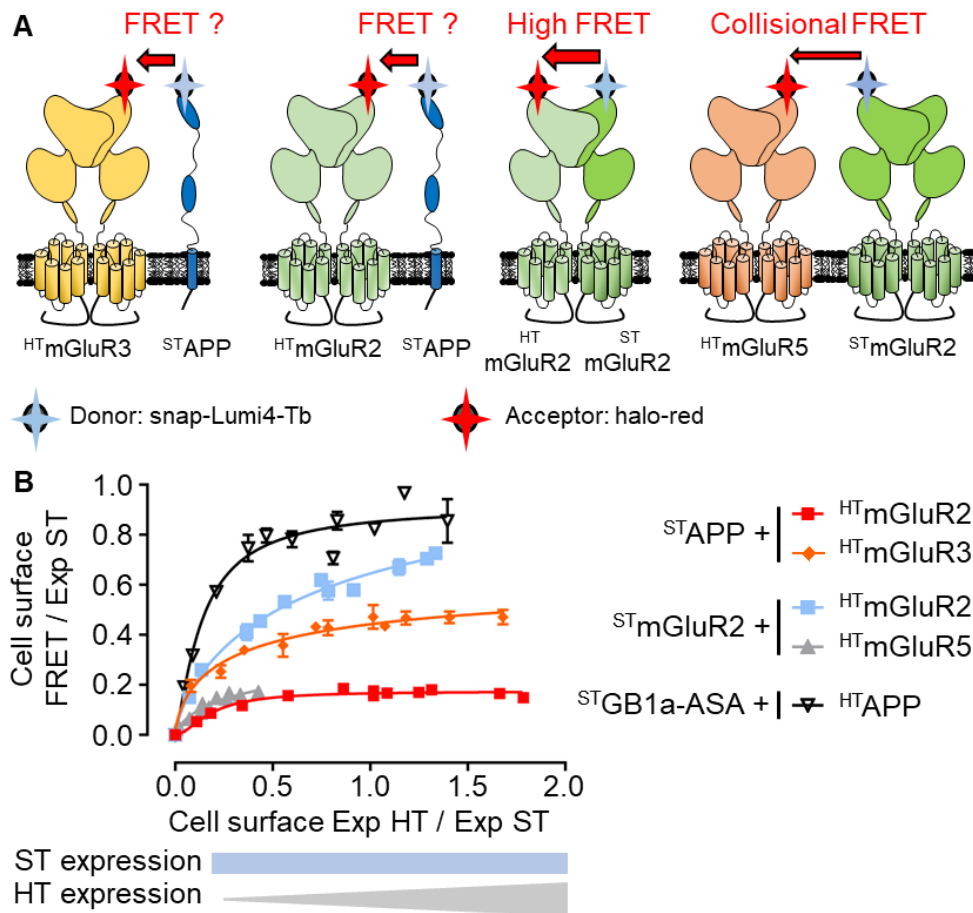 A
FRET ? FRET ? High FRET Collisional FRET
HTmGluR3 STAPP HTmGluR2 STAPP HT mGluR2 ST mGluR2 HTmGluR5 STmGluR2
Donor: snap-Lumi4-Tb Acceptor: halo-red
B
Cell surface
FRET / Exp ST
1.0
0.8
0.6
0.4
0.2
0.0
0.0 0.5 1.0 1.5 2.0
Cell surface Exp HT / Exp ST
ST expression
HT expression
STAPP +
HTmGluR2
HTmGluR3
STmGluR2 +
HTmGluR2
HTmGluR5
STGB1a-ASA +
HTAPP